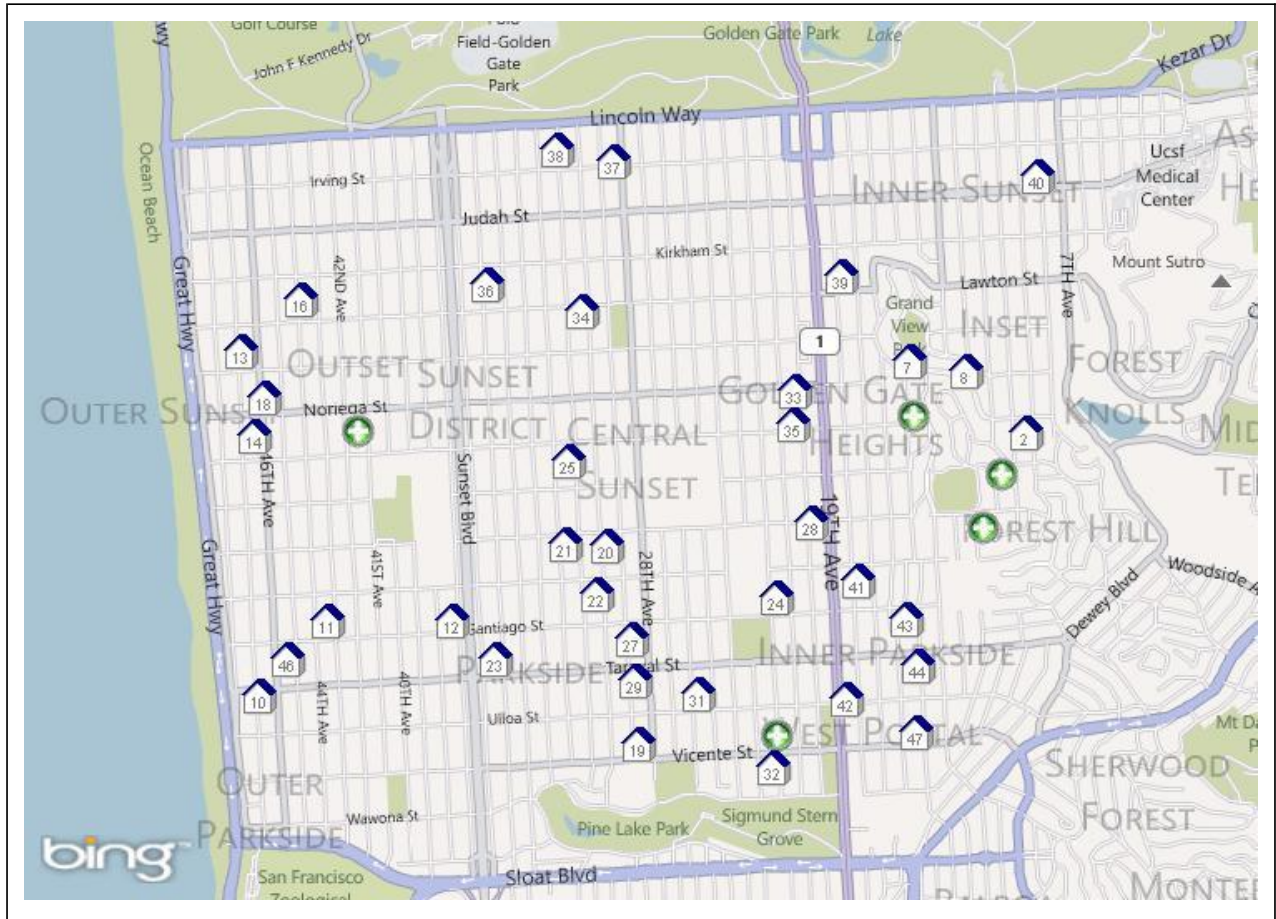 Golf Course
Field-Golden
Gate
Park
Golden Gate Park
Lake
John F Kennedy Dr
Kezar Dr
Lincoln Way
38
37
Irving St
40
Ucsf
Medical
Center
INNER SUNSET
Ocean Beach
Judah St
Kirkham St
42ND Ave
7TH Ave
Mount Sutro
Great Hwy
16
36
34
39
Lawton St
Grand
View
INSET
1
13
7
8
FOREST
KNOLLS
OUTSET
SUNSET
DISTRICT
18
33
GOLDEN GATE
HEIGHTS
OUTER SUNSET
Noriega St
14
35
2
CENTRAL
SUNSET
25
46TH Ave
Sunset Blvd
19TH Ave
28
FOREST HILL
21
20
41ST Ave
28TH Ave
Great Hwy
Woodside
Dewey Blvd
22
24
41
11
12
Santiago St
27
43
46
23
PARKSIDE
Taraval St
INNER PARKSIDE
44
10
44TH Ave
40TH Ave
29
31
42
Ulloa St
19
Vicente St
WEST PORTAL
47
32
SHERWOOD
FOREST
OUTER
PARKSIDE
Wawona St
Pine Lake Park
Sigmund Stern
Grove
bing
San Francisco
Zoological
Sloat Blvd